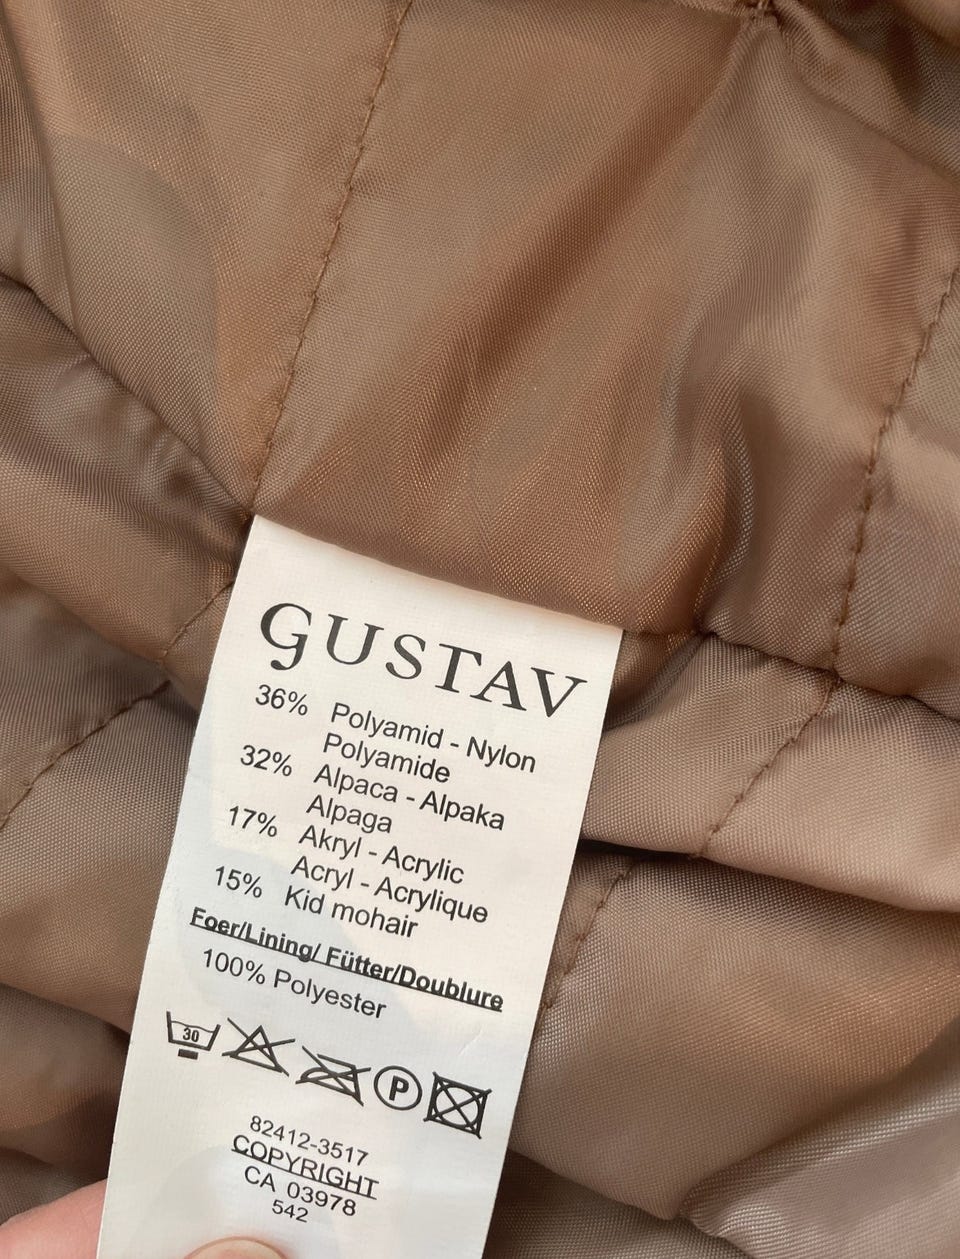 GUSTAV
36% Polyamid - Nylon
Polyamide
32% Alpaca - Alpaka
Alpaga
17% Akryl - Acrylic
Acryl - Acrylique
15% Kid mohair
Foer/Lining/ Fütter/Doublure
100% Polyester
30
P
82412-3517
COPYRIGHT
CA 03978
542